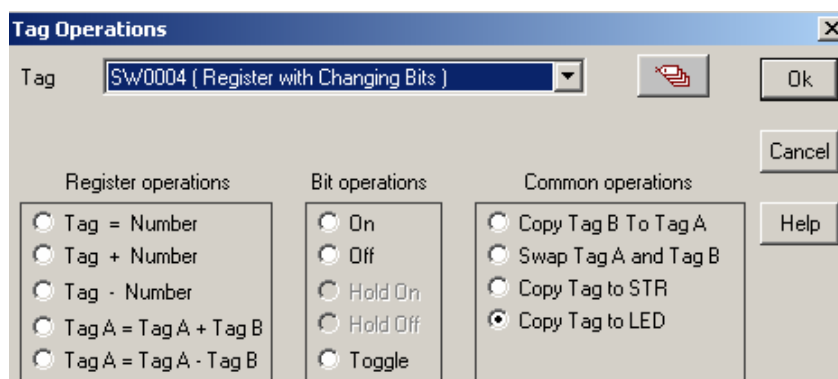 Tag Operations
Tag
SW0004 ( Register with Changing Bits )
Ok
Cancel
Help
Register operations
Tag = Number
Tag + Number
Tag - Number
Tag A = Tag A + Tag B
Tag A = Tag A - Tag B
Bit operations
On
Off
Hold On
Hold Off
Toggle
Common operations
Copy Tag B To Tag A
Swap Tag A and Tag B
Copy Tag to STR
Copy Tag to LED